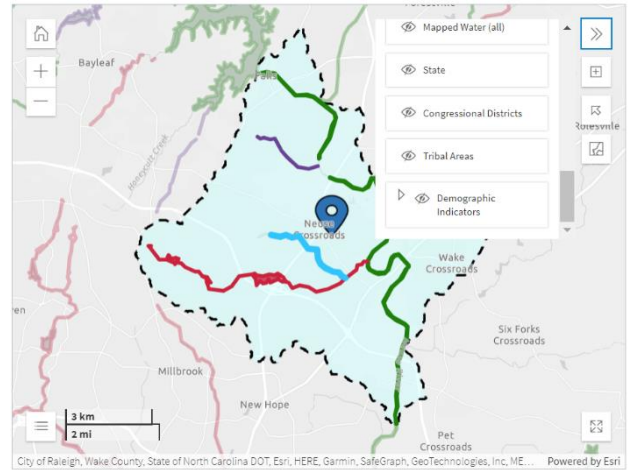 Forestville
Mapped Water (all)
Bayleaf
Falls
State
Honeycutt Creek
Congressional Districts
Rolesville
Tribal Areas
Demographic
Indicators
Neuse
Crossroads
Wake
Crossroads
Six Forks
Crossroads
Millbrook
New Hope
3 km
2 mi
Pet
Crossroads
City of Raleigh, Wake County, State of North Carolina DOT, Esri, HERE, Garmin, SafeGraph, GeoTechnologies, Inc, ME...
Powered by Esri